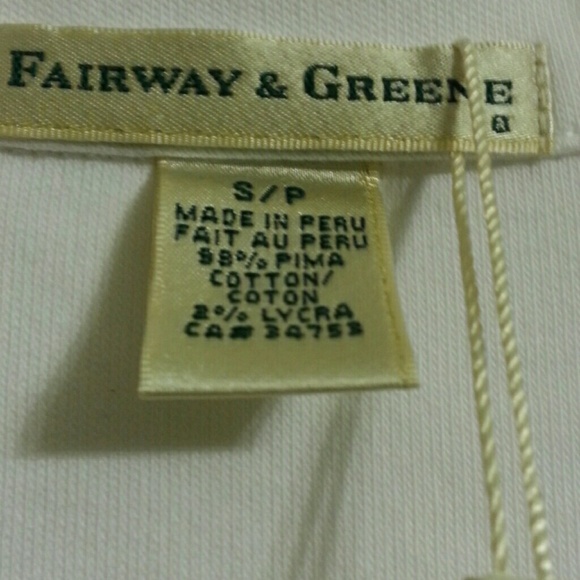 FAIRWAY & GREENE
®
S/P
MADE IN PERU
FAIT AU PERU
98% PIMA
COTTON/
COTON
2% LYCRA
CA# 34753